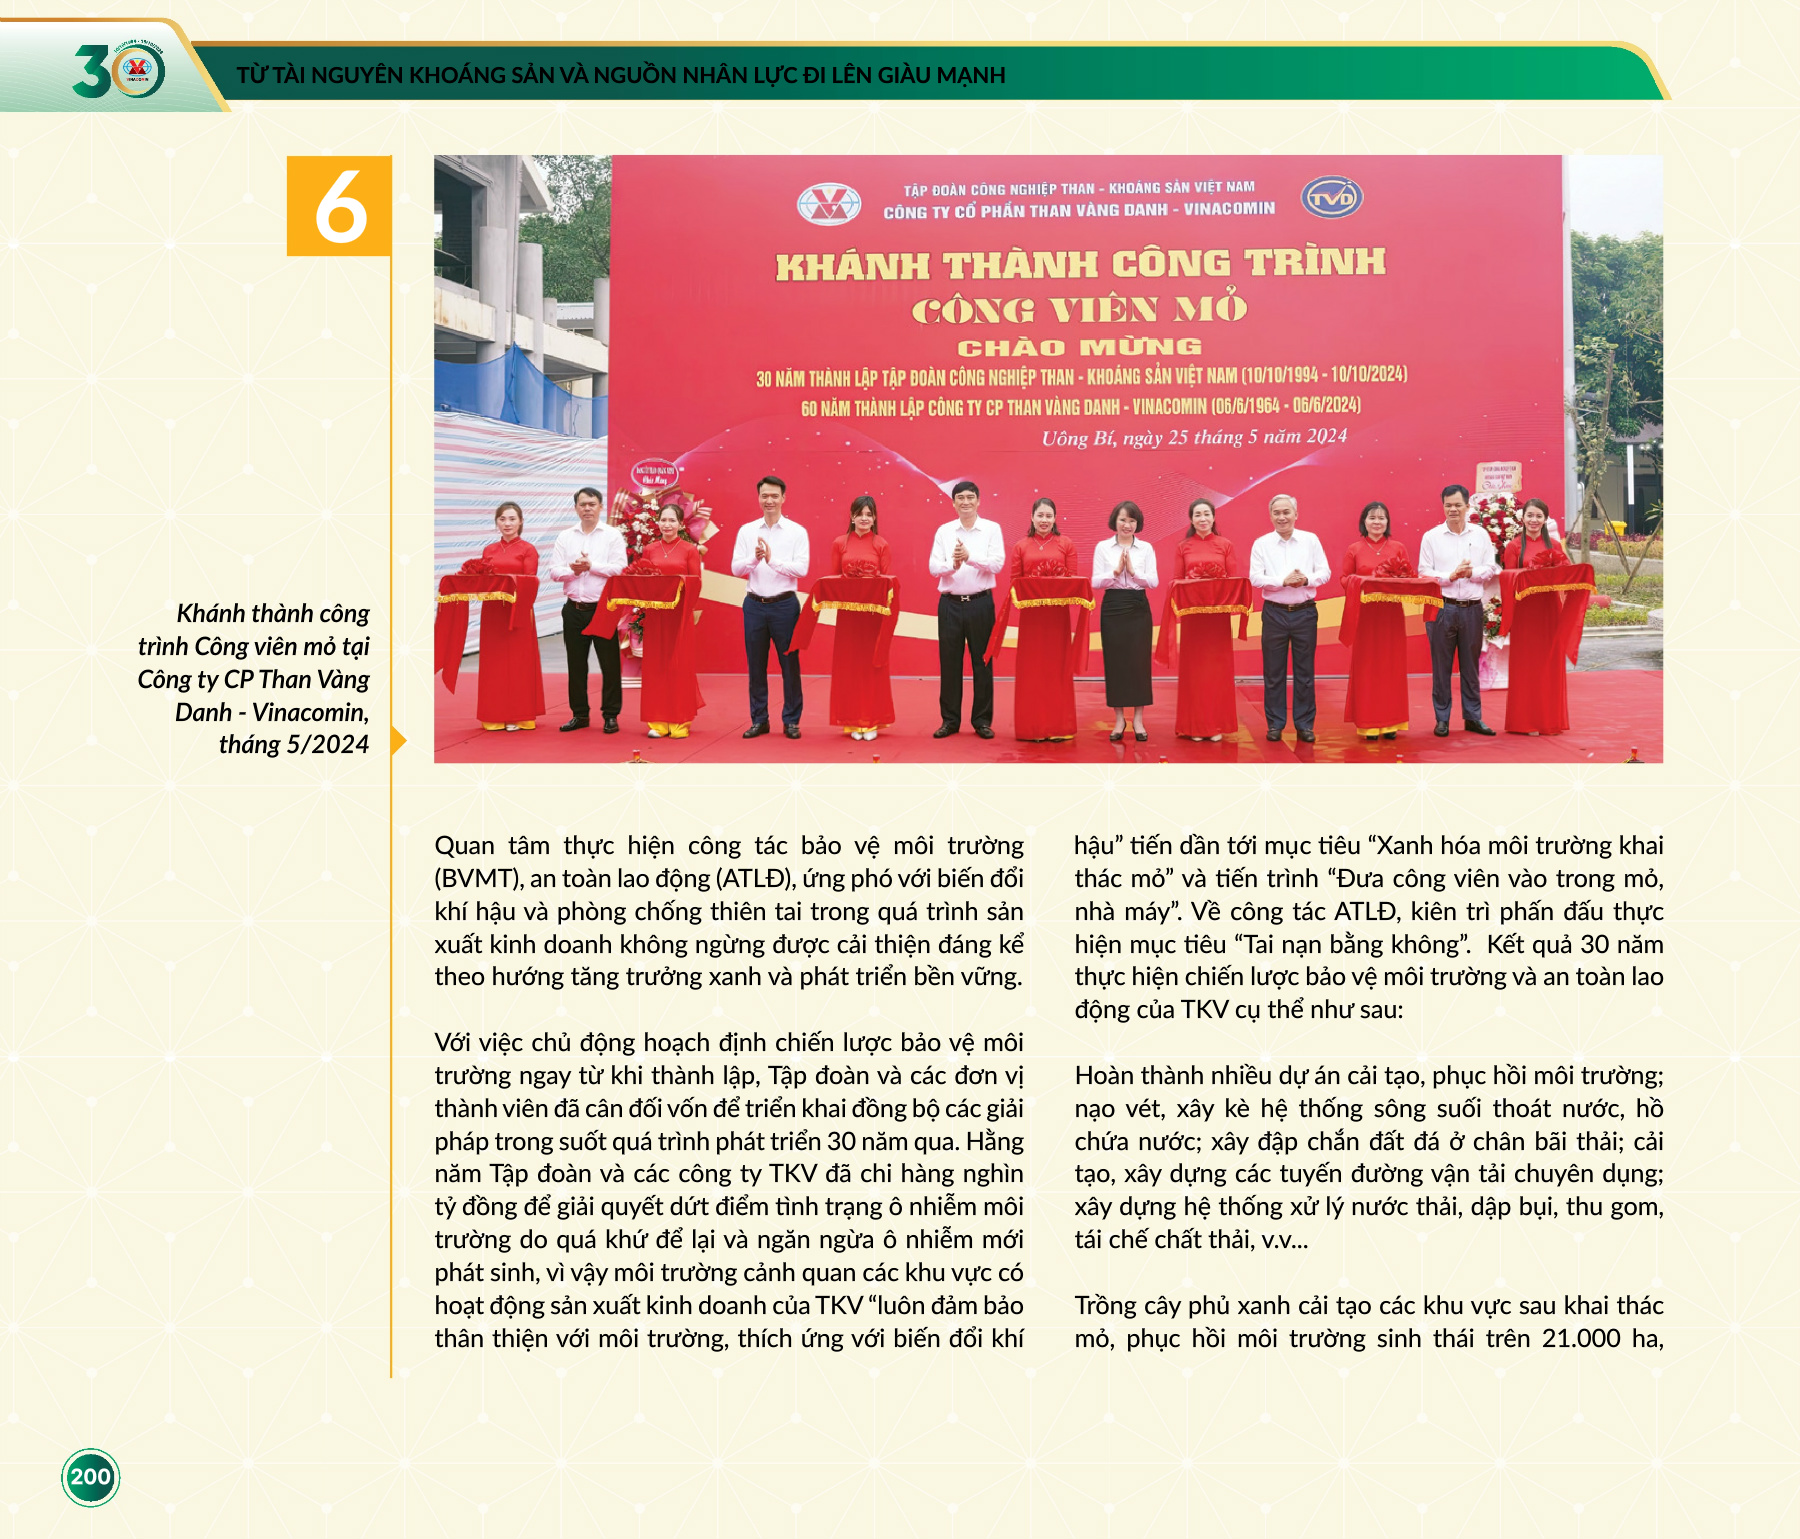 30
VINACOMIN
TỪ TÀI NGUYÊN KHOÁNG SẢN VÀ NGUỒN NHÂN LỰC ĐI LÊN GIÀU MẠNH
6
TẬP ĐOÀN CÔNG NGHIỆP THAN - KHOÁNG SẢN VIỆT NAM
CÔNG TY CỔ PHẦN THAN VÀNG DANH - VINACOMIN
TVD
KHÁNH THÀNH CÔNG TRÌNH
CÔNG VIÊN MỎ
CHÀO MỪNG
30 NĂM THÀNH LẬP TẬP ĐOÀN CÔNG NGHIỆP THAN - KHOÁNG SẢN VIỆT NAM (10/10/1994 - 10/10/2024)
60 NĂM THÀNH LẬP CÔNG TY CP THAN VÀNG DANH - VINACOMIN (06/6/1964 - 06/6/2024)
Uông Bí, ngày 25 tháng 5 năm 2024
Khánh thành công
trình Công viên mỏ tại
Công ty CP Than Vàng
Danh - Vinacomin,
tháng 5/2024
Quan tâm thực hiện công tác bảo vệ môi trường
(BVMT), an toàn lao động (ATLĐ), ứng phó với biến đổi
khí hậu và phòng chống thiên tai trong quá trình sản
xuất kinh doanh không ngừng được cải thiện đáng kể
theo hướng tăng trưởng xanh và phát triển bền vững.
Với việc chủ động hoạch định chiến lược bảo vệ môi
trường ngay từ khi thành lập, Tập đoàn và các đơn vị
thành viên đã cân đối vốn để triển khai đồng bộ các giải
pháp trong suốt quá trình phát triển 30 năm qua. Hằng
năm Tập đoàn và các công ty TKV đã chi hàng nghìn
tỷ đồng để giải quyết dứt điểm tình trạng ô nhiễm môi
trường do quá khứ để lại và ngăn ngừa ô nhiễm mới
phát sinh, vì vậy môi trường cảnh quan các khu vực có
hoạt động sản xuất kinh doanh của TKV “luôn đảm bảo
thân thiện với môi trường, thích ứng với biến đổi khí
hậu” tiến dần tới mục tiêu “Xanh hóa môi trường khai
thác mỏ” và tiến trình “Đưa công viên vào trong mỏ,
nhà máy”. Về công tác ATLĐ, kiên trì phấn đấu thực
hiện mục tiêu “Tai nạn bằng không”.  Kết quả 30 năm
thực hiện chiến lược bảo vệ môi trường và an toàn lao
động của TKV cụ thể như sau:
Hoàn thành nhiều dự án cải tạo, phục hồi môi trường;
nạo vét, xây kè hệ thống sông suối thoát nước, hồ
chứa nước; xây đập chắn đất đá ở chân bãi thải; cải
tạo, xây dựng các tuyến đường vận tải chuyên dụng;
xây dựng hệ thống xử lý nước thải, dập bụi, thu gom,
tái chế chất thải, v.v...
Trồng cây phủ xanh cải tạo các khu vực sau khai thác
mỏ, phục hồi môi trường sinh thái trên 21.000 ha,
200